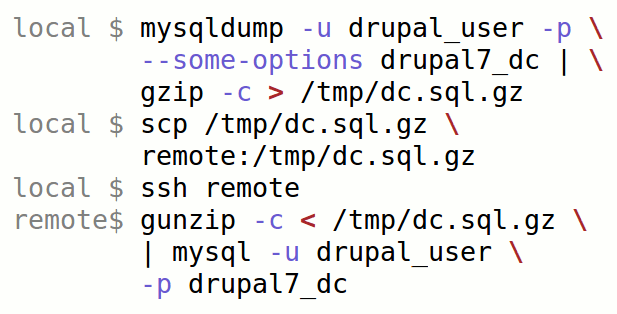 local $ mysqldump -u drupal_user -p \
--some-options drupal7_dc | \
gzip -c > /tmp/dc.sql.gz
local $ scp /tmp/dc.sql.gz \
remote:/tmp/dc.sql.gz
local $ ssh remote
remote$ gunzip -c < /tmp/dc.sql.gz \
| mysql -u drupal_user \
-p drupal7_dc